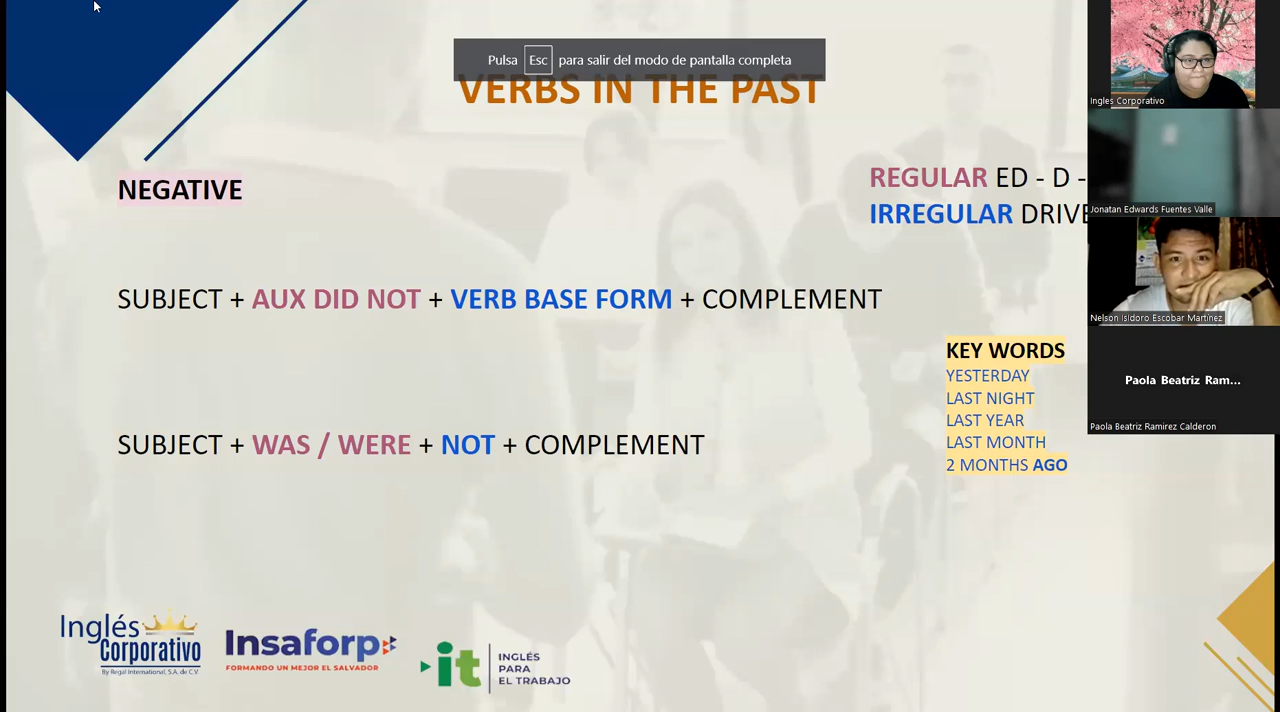 Pulsa Esc para salir del modo de pantalla completa
VERBS IN THE PAST
NEGATIVE
REGULAR ED - D -
IRREGULAR DRIVE
SUBJECT + AUX DID NOT + VERB BASE FORM + COMPLEMENT
KEY WORDS
YESTERDAY
LAST NIGHT
LAST YEAR
LAST MONTH
2 MONTHS AGO
SUBJECT + WAS / WERE + NOT + COMPLEMENT
Inglés
Corporativo
By Regal International, S.A. de C.V.
Insaforp
FORMANDO UN MEJOR EL SALVADOR
it
INGLÉS
PARA
EL TRABAJO
Ingles Corporativo
Jonatan Edwards Fuentes Valle
Nelson Isidoro Escobar Martinez
Paola Beatriz Ram...
Paola Beatriz Ramirez Calderon